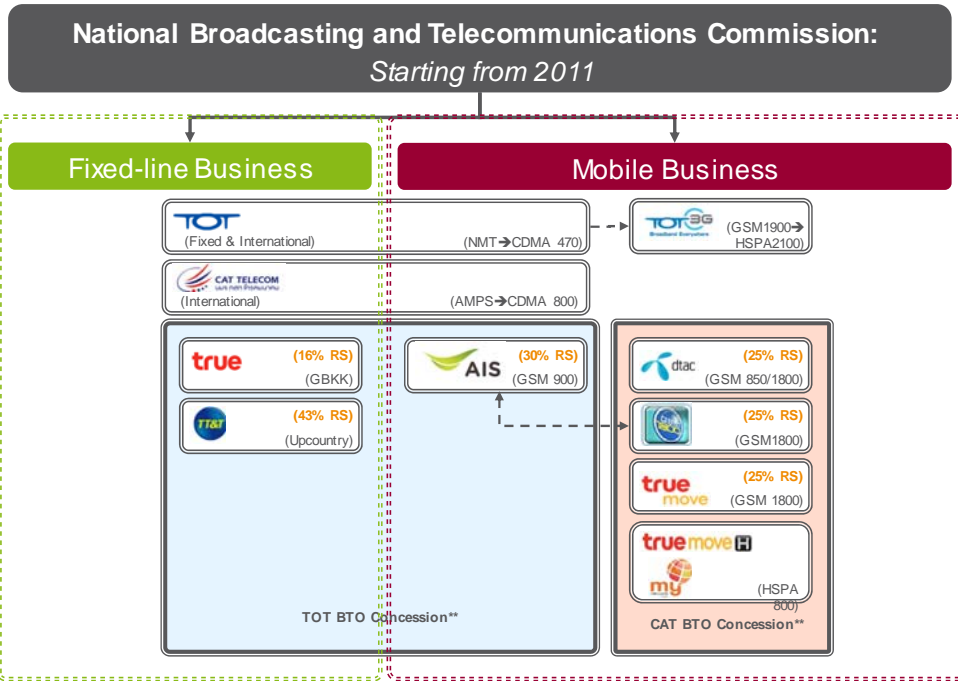 National Broadcasting and Telecommunications Commission:
Starting from 2011
Fixed-line Business
Mobile Business
TOT
(Fixed & International)
(NMT➔CDMA 470)
TOT 3G
Broadband Everywhere
(GSM1900➔
HSPA2100)
CAT TELECOM
(International)
(AMPS➔CDMA 800)
true
(16% RS)
(GBKK)
TT&T
(43% RS)
(Upcountry)
AIS
(30% RS)
(GSM 900)
dtac
(25% RS)
(GSM 850/1800)
(25% RS)
(GSM1800)
true
move
(25% RS)
(GSM 1800)
truemove H
my
(HSPA
800)
TOT BTO Concession**
CAT BTO Concession**